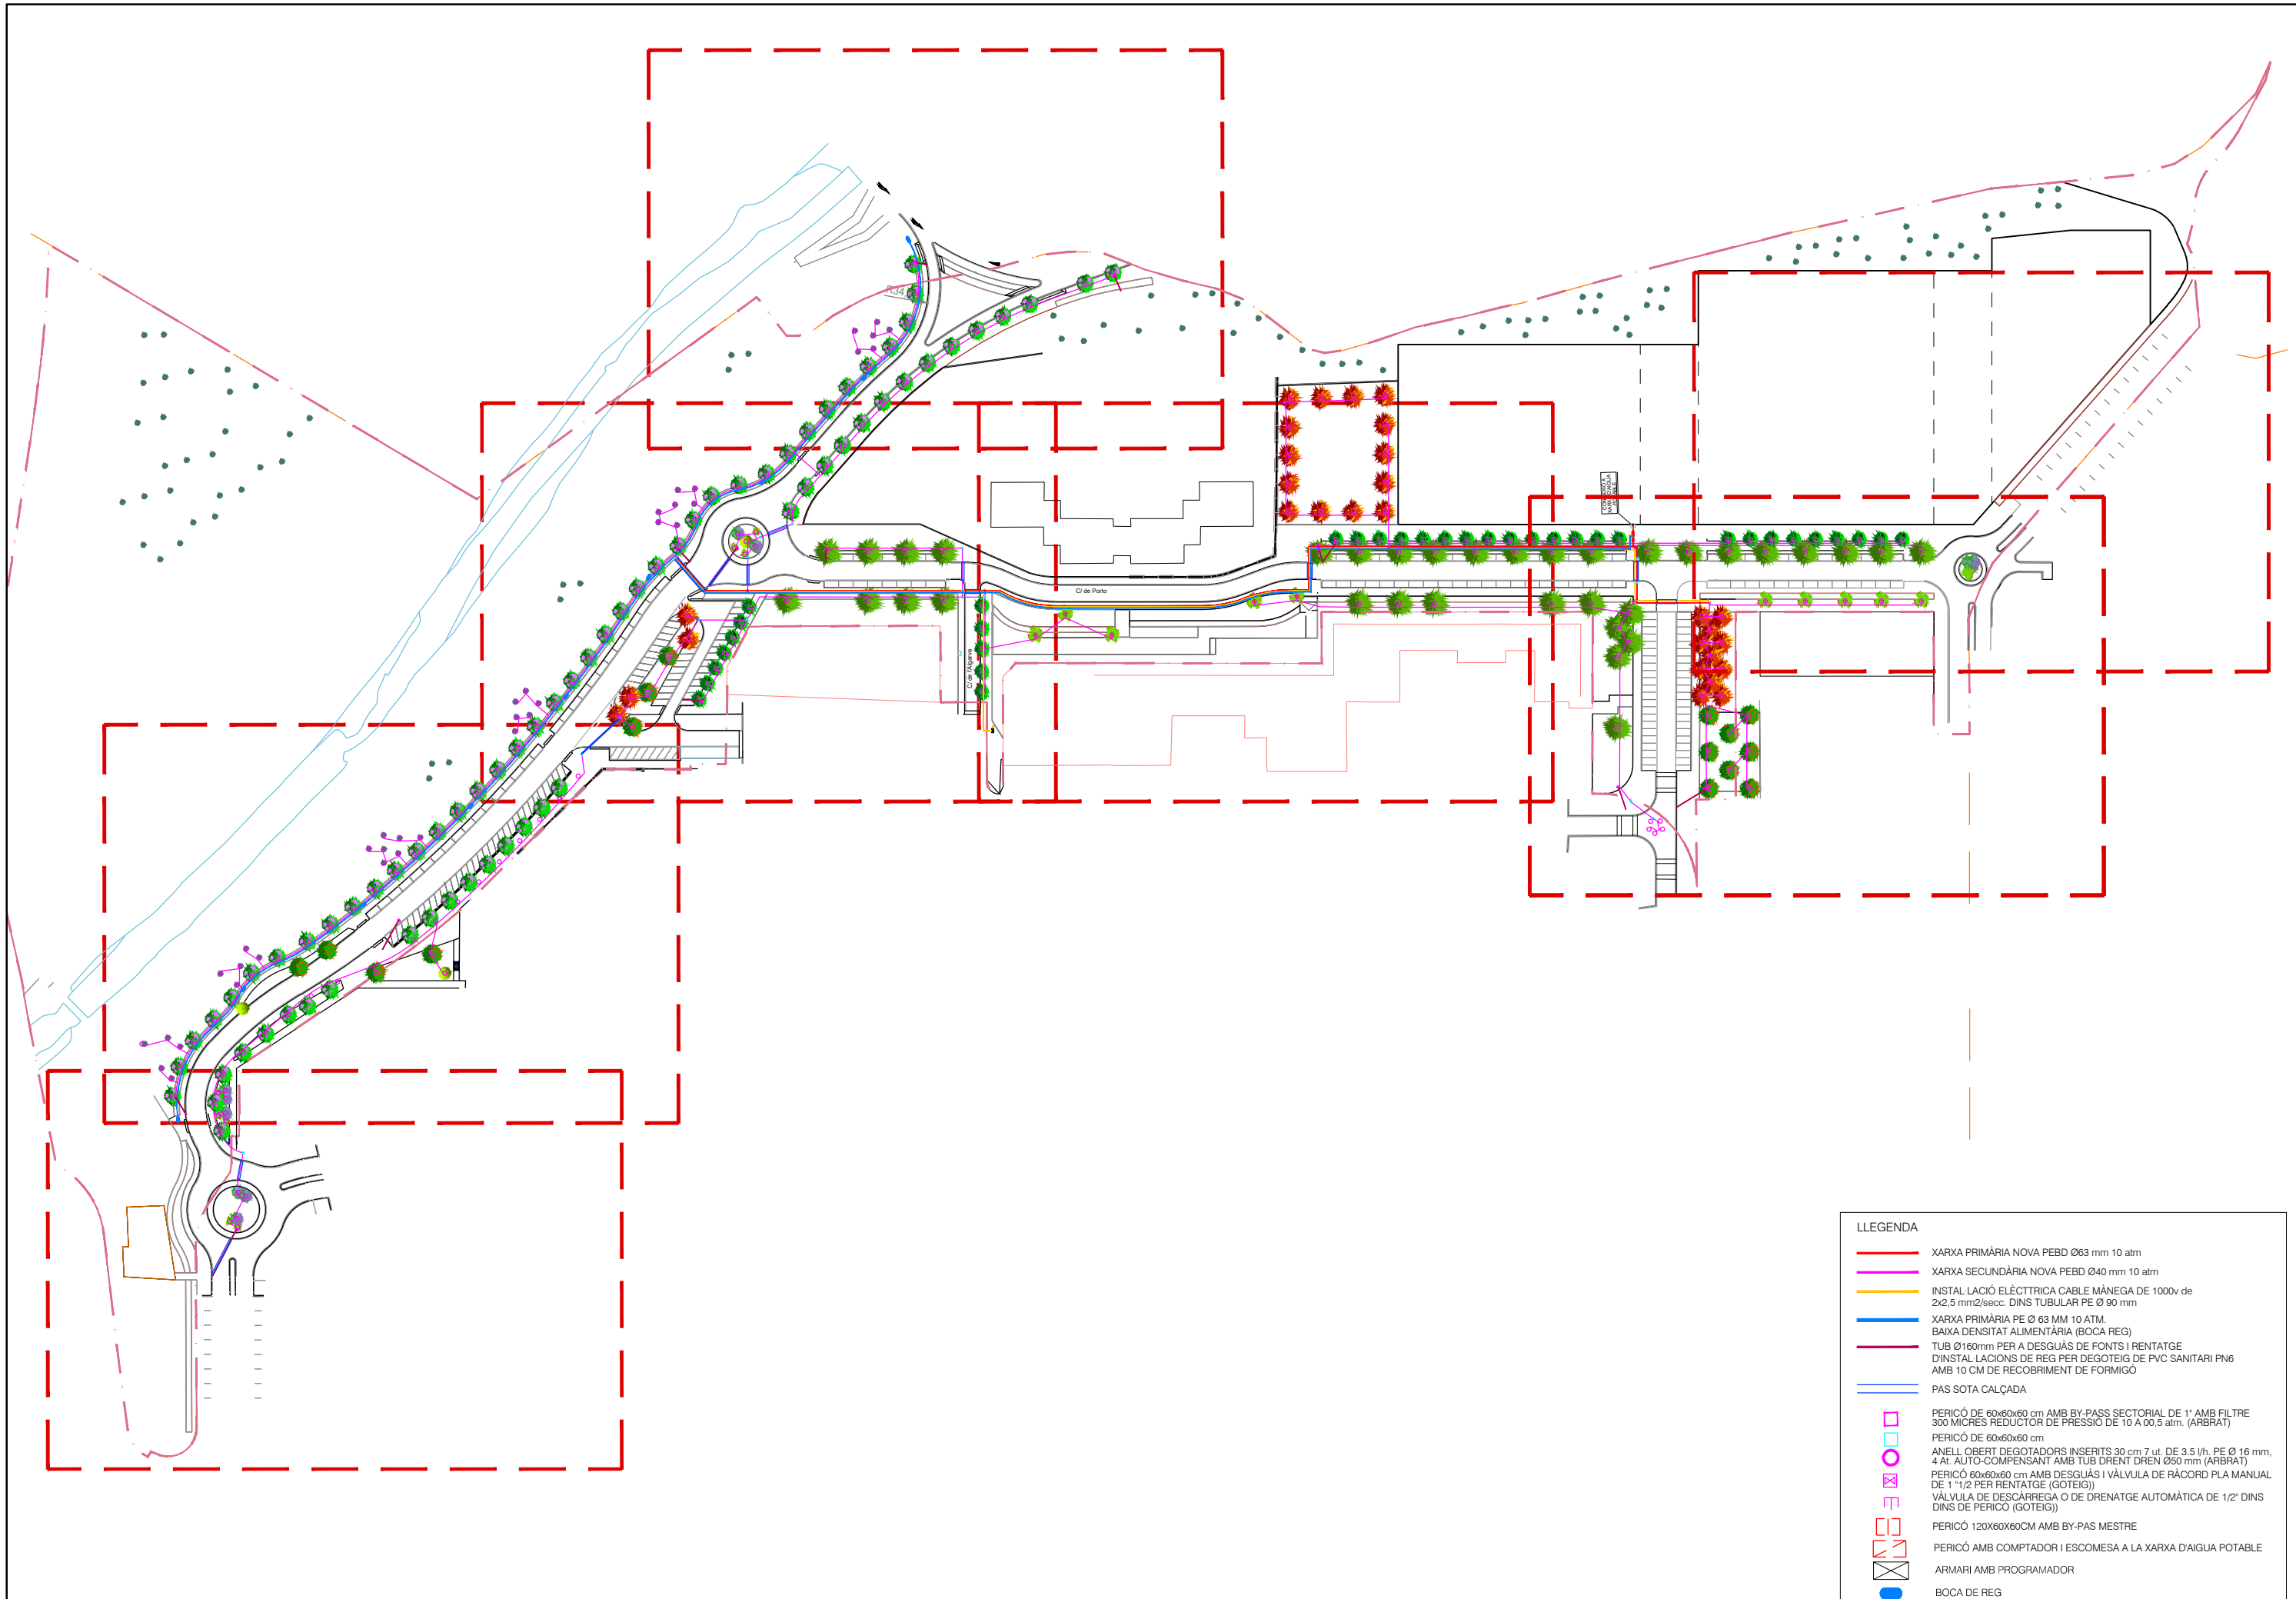 R34
CONNEXIÓ A
XARXA D'AIGUA
POTABLE
C/ de Porto
C/ de l'Algarve
LLEGENDA
XARXA PRIMÀRIA NOVA PEBD Ø63 mm 10 atm
XARXA SECUNDÀRIA NOVA PEBD Ø40 mm 10 atm
INSTAL·LACIÓ ELÈCTTRICA CABLE MÀNEGA DE 1000v de
2x2,5 mm2/secc. DINS TUBULAR PE Ø 90 mm
XARXA PRIMÀRIA PE Ø 63 MM 10 ATM.
BAIXA DENSITAT ALIMENTÀRIA (BOCA REG)
TUB Ø160mm PER A DESGUÀS DE FONTS I RENTATGE
D'INSTAL·LACIONS DE REG PER DEGOTEIG DE PVC SANITARI PN6
AMB 10 CM DE RECOBRIMENT DE FORMIGÓ
PAS SOTA CALÇADA
PERICÓ DE 60x60x60 cm AMB BY-PASS SECTORIAL DE 1" AMB FILTRE
300 MICRES REDUCTOR DE PRESSIÓ DE 10 A 00,5 atm. (ARBRAT)
PERICÓ DE 60x60x60 cm
ANELL OBERT DEGOTADORS INSERITS 30 cm 7 ut. DE 3.5 l/h. PE Ø 16 mm,
4 At. AUTO-COMPENSANT AMB TUB DRENT DREN Ø50 mm (ARBRAT)
PERICÓ 60x60x60 cm AMB DESGUÀS I VÀLVULA DE RÀCORD PLA MANUAL
DE 1 "1/2 PER RENTATGE (GOTEIG))
VÀLVULA DE DESCÀRREGA O DE DRENATGE AUTOMÀTICA DE 1/2" DINS
DINS DE PERICÓ (GOTEIG))
PERICÓ 120X60X60CM AMB BY-PAS MESTRE
PERICÓ AMB COMPTADOR I ESCOMESA A LA XARXA D'AIGUA POTABLE
ARMARI AMB PROGRAMADOR
BOCA DE REG